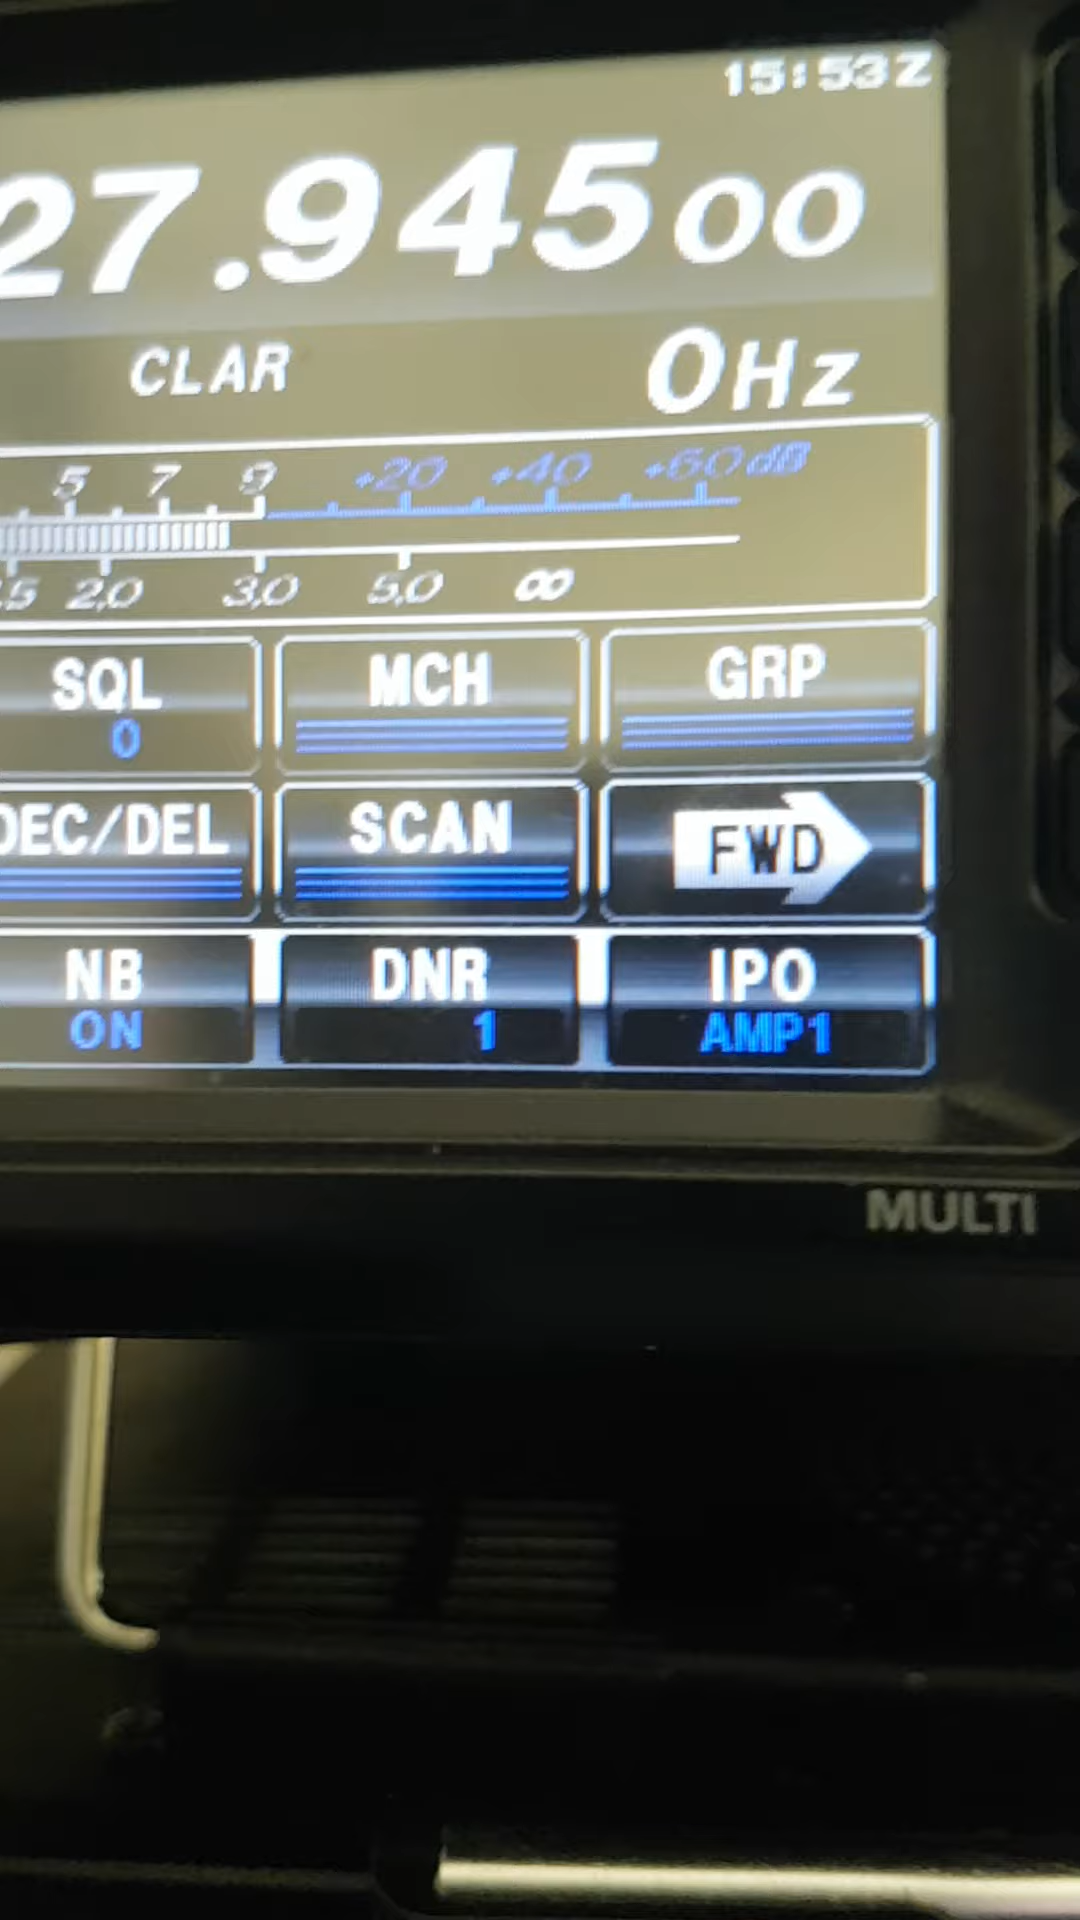 15:53Z
27.94500
CLAR 0Hz
5 7 9 +20 +40 +60dB
.5 2,0 3,0 5,0 ∞
SQL MCH GRP
0
DEC/DEL SCAN FWD
NB DNR IPO
ON 1 AMP1
MULTI